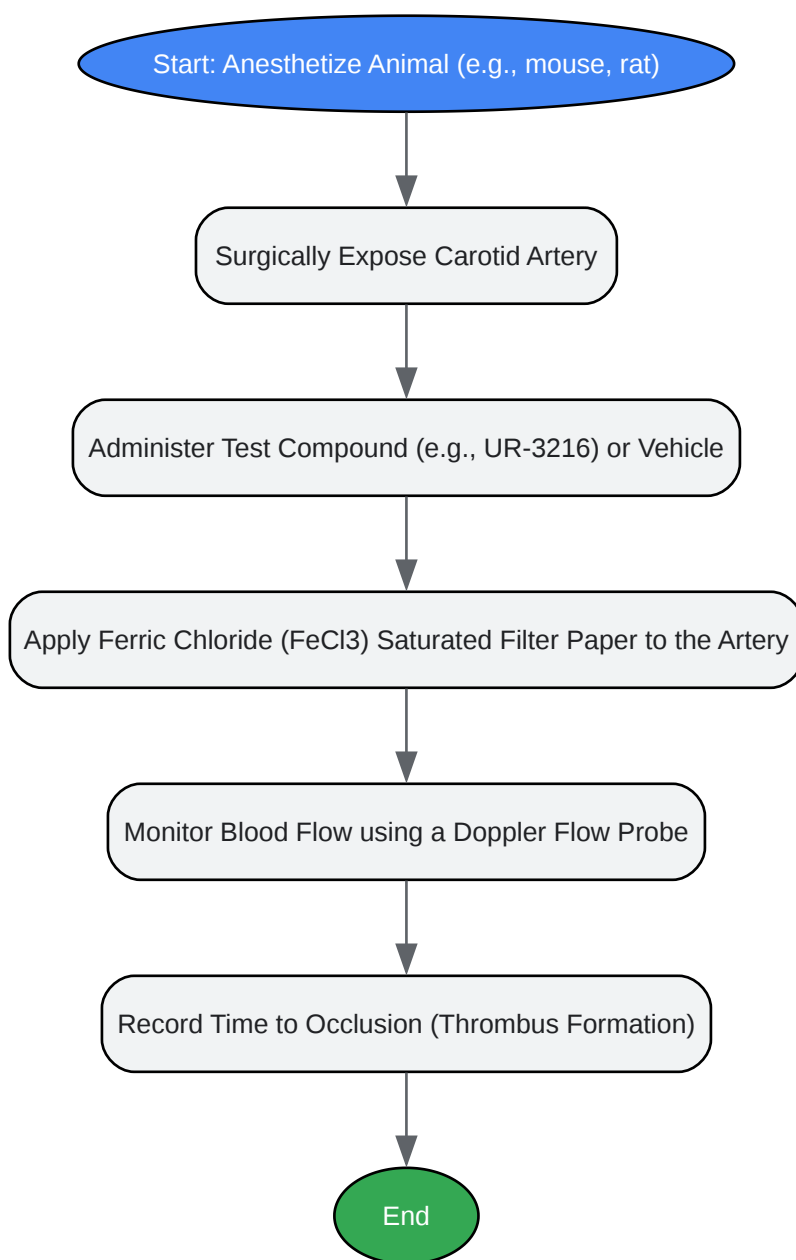 Start: Anesthetize Animal (e.g., mouse, rat)
Surgically Expose Carotid Artery
Administer Test Compound (e.g., UR-3216) or Vehicle
Apply Ferric Chloride (FeCl3) Saturated Filter Paper to the Artery
Monitor Blood Flow using a Doppler Flow Probe
Record Time to Occlusion (Thrombus Formation)
End